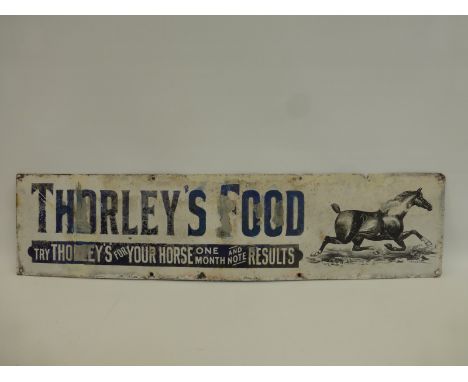 THORLEY'S FOOD
TRY THORLEY'S FOR YOUR HORSE ONE MONTH AND NOTE RESULTS